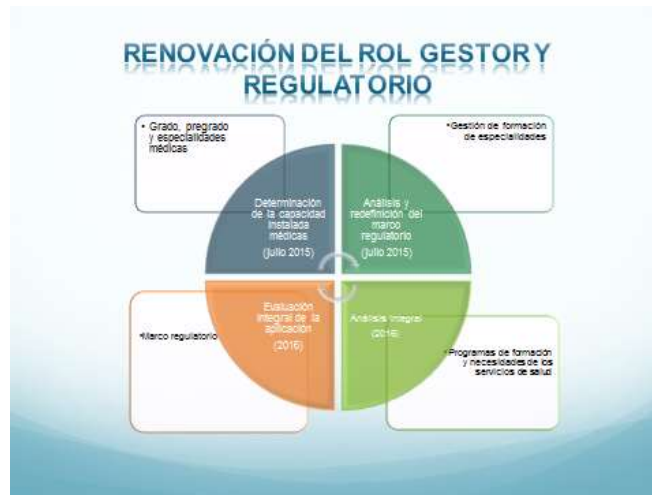 RENOVACIÓN DEL ROL GESTOR Y
REGULATORIO
• Grado, pregrado
y especialidades
médicas
•Gestión de formación
de especialidades
Determinación
de la capacidad
instalada
médicas
(julio 2015)
Análisis y
redefinición del
marco
regulatorio
(julio 2015)
Evaluación
integral de la
aplicación
(2016)
Análisis integral
(2016)
•Marco regulatorio
•Programas de formación
y necesidades de los
servicios de salud